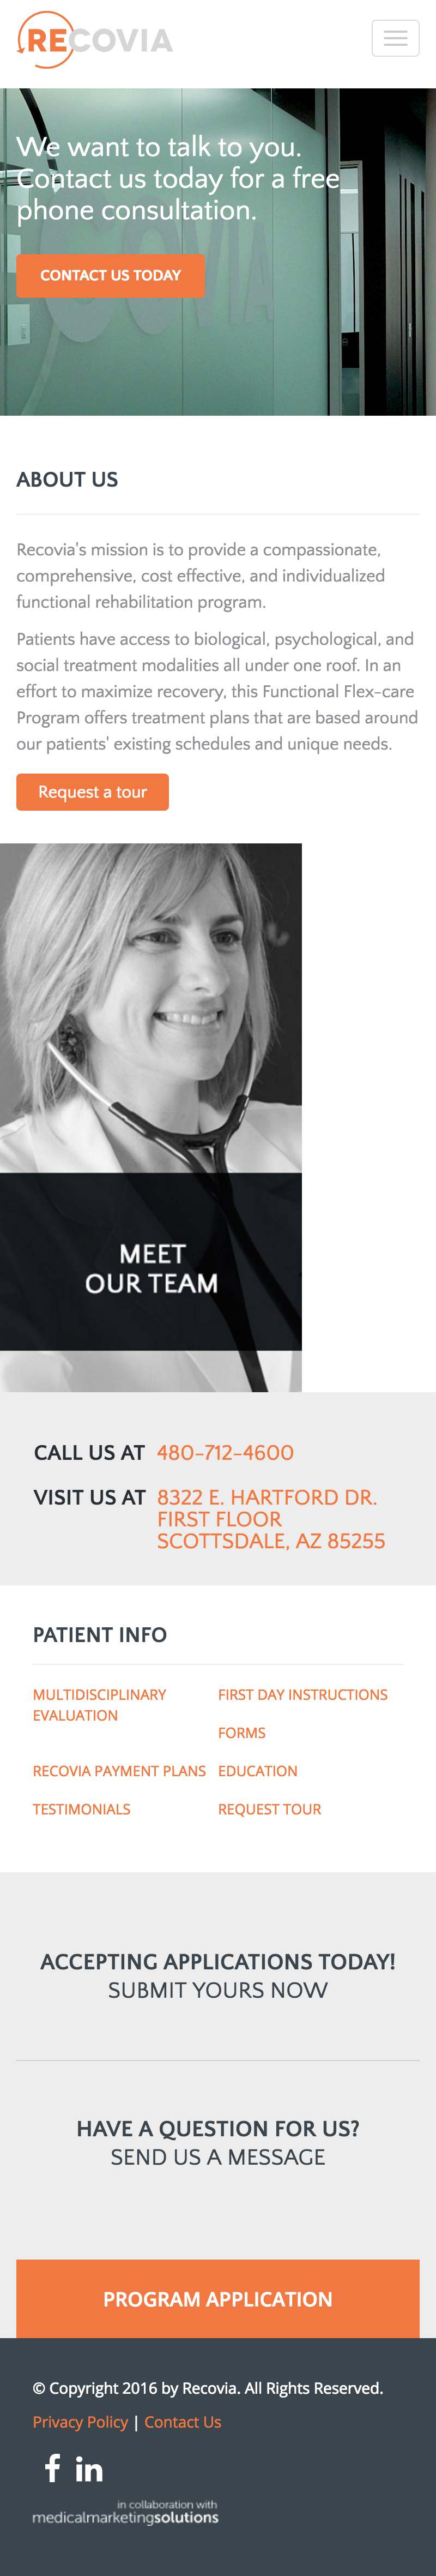 RECOVIA
We want to talk to you.
Contact us today for a free
phone consultation.
COVIA
CONTACT US TODAY
ABOUT US
Recovia's mission is to provide a compassionate,
comprehensive, cost effective, and individualized
functional rehabilitation program.
Patients have access to biological, psychological, and
social treatment modalities all under one roof. In an
effort to maximize recovery, this Functional Flex-care
Program offers treatment plans that are based around
our patients' existing schedules and unique needs.
Request a tour
MEET
OUR TEAM
CALL US AT 480-712-4600
VISIT US AT 8322 E. HARTFORD DR.
FIRST FLOOR
SCOTTSDALE, AZ 85255
PATIENT INFO
MULTIDISCIPLINARY
EVALUATION
FIRST DAY INSTRUCTIONS
FORMS
RECOVIA PAYMENT PLANS
EDUCATION
TESTIMONIALS
REQUEST TOUR
ACCEPTING APPLICATIONS TODAY!
SUBMIT YOURS NOW
HAVE A QUESTION FOR US?
SEND US A MESSAGE
PROGRAM APPLICATION
© Copyright 2016 by Recovia. All Rights Reserved.
Privacy Policy | Contact Us
f in
in collaboration with
medicalmarketingsolutions